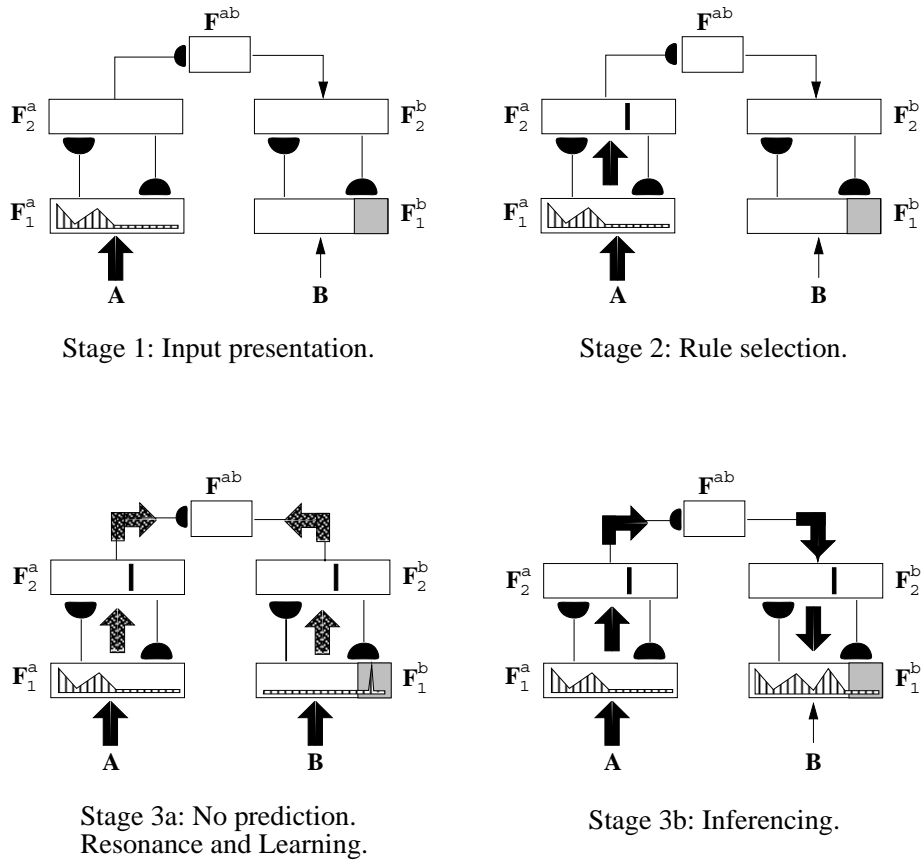 F^ab
F^a_2
F^b_2
F^a_1
F^b_1
A
B
Stage 1: Input presentation.
F^ab
F^a_2
F^b_2
F^a_1
F^b_1
A
B
Stage 2: Rule selection.
F^ab
F^a_2
F^b_2
F^a_1
F^b_1
A
B
Stage 3a: No prediction.
Resonance and Learning.
F^ab
F^a_2
F^b_2
F^a_1
F^b_1
A
B
Stage 3b: Inferencing.